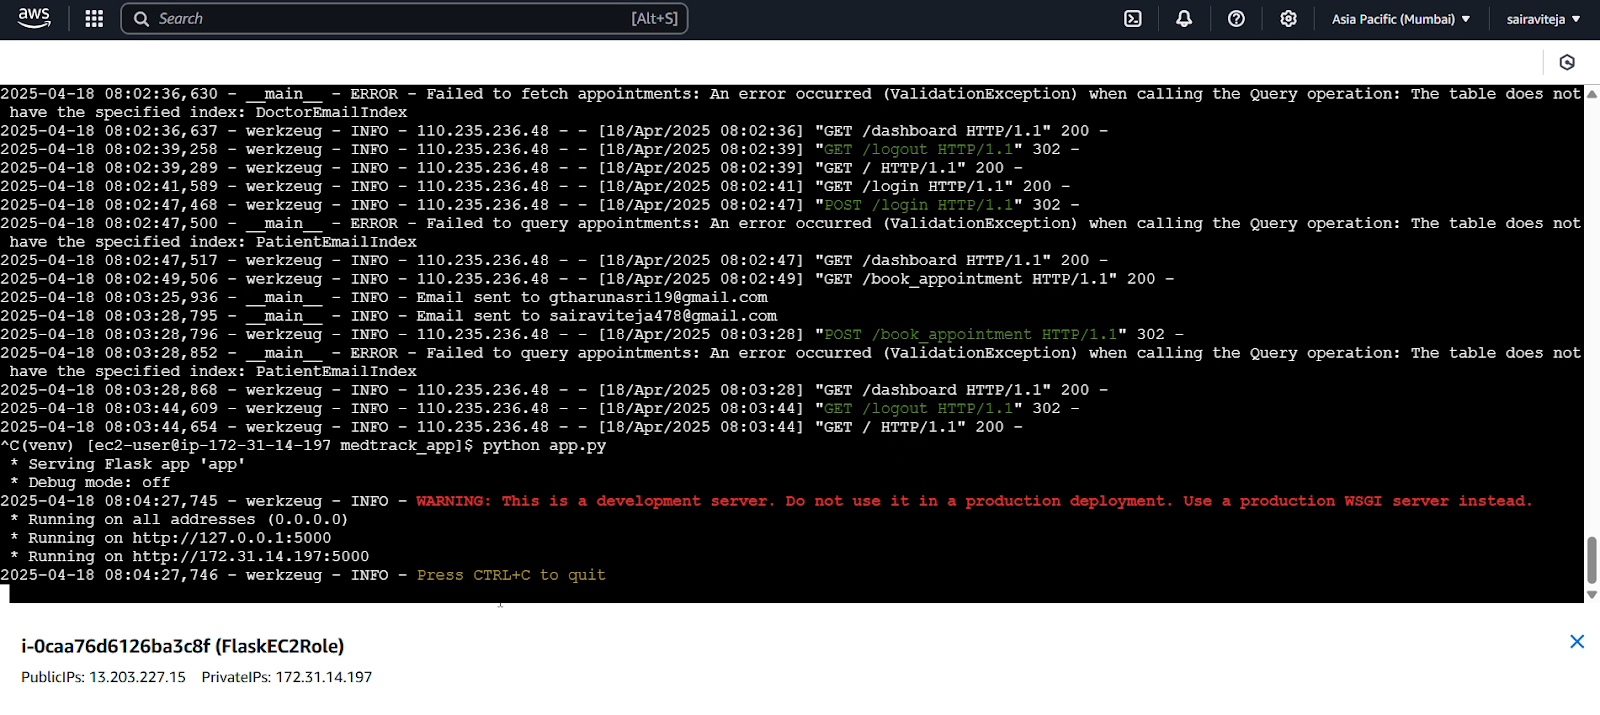 aws
Search
[Alt+S]
Asia Pacific (Mumbai)
sairaviteja
2025-04-18 08:02:36,630 - __main__ - ERROR - Failed to fetch appointments: An error occurred (ValidationException) when calling the Query operation: The table does not
have the specified index: DoctorEmailIndex
2025-04-18 08:02:36,637 - werkzeug - INFO - 110.235.236.48 - - [18/Apr/2025 08:02:36] "GET /dashboard HTTP/1.1" 200 -
2025-04-18 08:02:39,258 - werkzeug - INFO - 110.235.236.48 - - [18/Apr/2025 08:02:39] "GET /logout HTTP/1.1" 302 -
2025-04-18 08:02:39,289 - werkzeug - INFO - 110.235.236.48 - - [18/Apr/2025 08:02:39] "GET / HTTP/1.1" 200 -
2025-04-18 08:02:41,589 - werkzeug - INFO - 110.235.236.48 - - [18/Apr/2025 08:02:41] "GET /login HTTP/1.1" 200 -
2025-04-18 08:02:47,468 - werkzeug - INFO - 110.235.236.48 - - [18/Apr/2025 08:02:47] "POST /login HTTP/1.1" 302 -
2025-04-18 08:02:47,500 - __main__ - ERROR - Failed to query appointments: An error occurred (ValidationException) when calling the Query operation: The table does not
have the specified index: PatientEmailIndex
2025-04-18 08:02:47,517 - werkzeug - INFO - 110.235.236.48 - - [18/Apr/2025 08:02:47] "GET /dashboard HTTP/1.1" 200 -
2025-04-18 08:02:49,506 - werkzeug - INFO - 110.235.236.48 - - [18/Apr/2025 08:02:49] "GET /book_appointment HTTP/1.1" 200 -
2025-04-18 08:03:25,936 - __main__ - INFO - Email sent to gtharunasri19@gmail.com
2025-04-18 08:03:28,795 - __main__ - INFO - Email sent to sairaviteja478@gmail.com
2025-04-18 08:03:28,796 - werkzeug - INFO - 110.235.236.48 - - [18/Apr/2025 08:03:28] "POST /book_appointment HTTP/1.1" 302 -
2025-04-18 08:03:28,852 - __main__ - ERROR - Failed to query appointments: An error occurred (ValidationException) when calling the Query operation: The table does not
have the specified index: PatientEmailIndex
2025-04-18 08:03:28,868 - werkzeug - INFO - 110.235.236.48 - - [18/Apr/2025 08:03:28] "GET /dashboard HTTP/1.1" 200 -
2025-04-18 08:03:44,609 - werkzeug - INFO - 110.235.236.48 - - [18/Apr/2025 08:03:44] "GET /logout HTTP/1.1" 302 -
2025-04-18 08:03:44,654 - werkzeug - INFO - 110.235.236.48 - - [18/Apr/2025 08:03:44] "GET / HTTP/1.1" 200 -
^C(venv) [ec2-user@ip-172-31-14-197 medtrack_app]$ python app.py
* Serving Flask app 'app'
* Debug mode: off
2025-04-18 08:04:27,745 - werkzeug - INFO - WARNING: This is a development server. Do not use it in a production deployment. Use a production WSGI server instead.
* Running on all addresses (0.0.0.0)
* Running on http://127.0.0.1:5000
* Running on http://172.31.14.197:5000
2025-04-18 08:04:27,746 - werkzeug - INFO - Press CTRL+C to quit
i-0caa76d6126ba3c8f (FlaskEC2Role)
PublicIPs: 13.203.227.15 PrivateIPs: 172.31.14.197